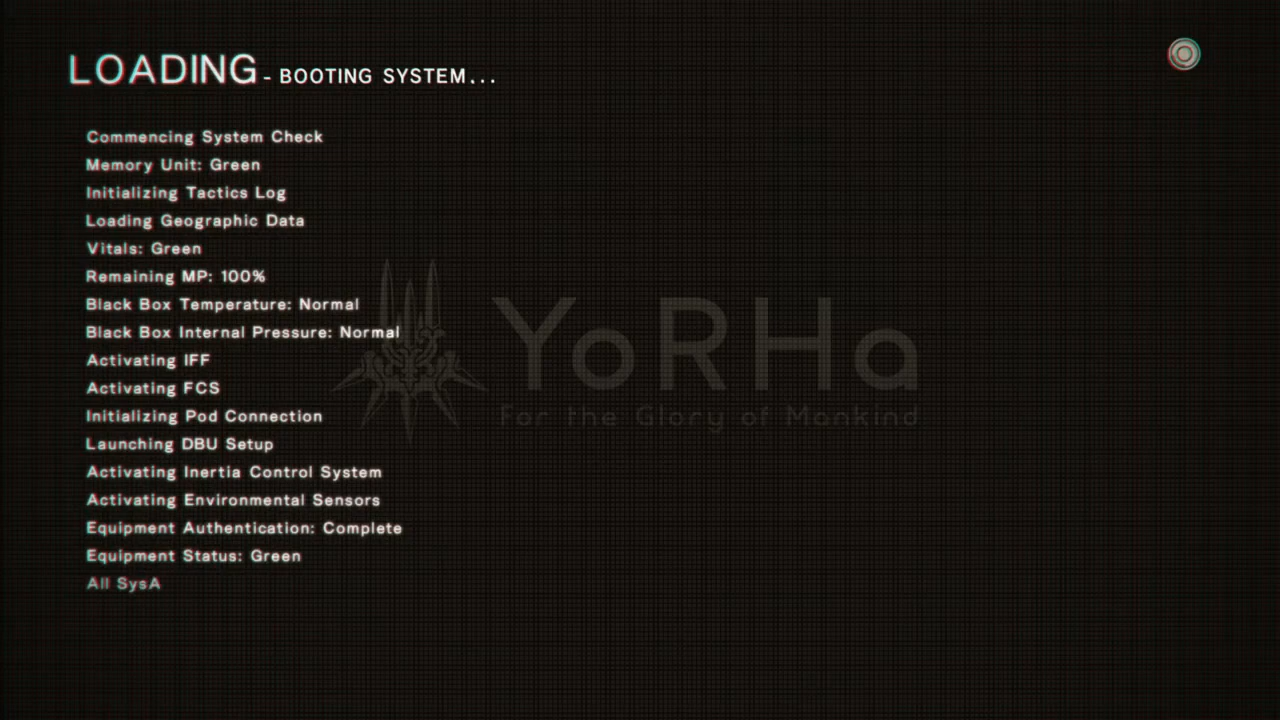 LOADING - BOOTING SYSTEM...
Commencing System Check
Memory Unit: Green
Initializing Tactics Log
Loading Geographic Data
Vitals: Green
Remaining MP: 100%
Black Box Temperature: Normal
Black Box Internal Pressure: Normal
Activating IFF
Activating FCS
Initializing Pod Connection
Launching DBU Setup
Activating Inertia Control System
Activating Environmental Sensors
Equipment Authentication: Complete
Equipment Status: Green
All SysA
YoRHa
For the Glory of Mankind